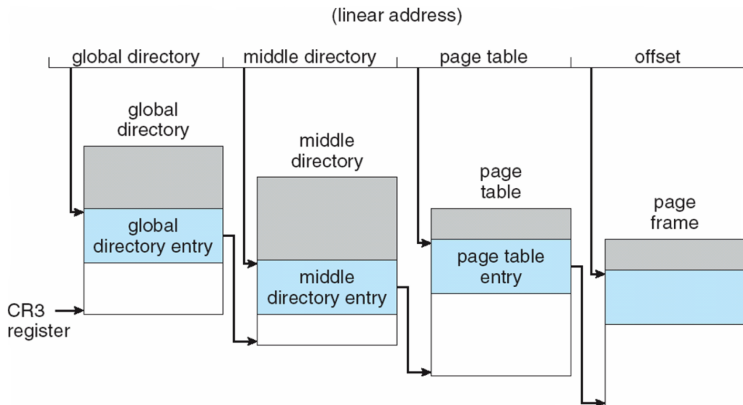 (linear address)
global directory
middle directory
page table
offset
global
directory
middle
directory
page
table
page
frame
global
directory entry
middle
directory entry
page table
entry
CR3
register